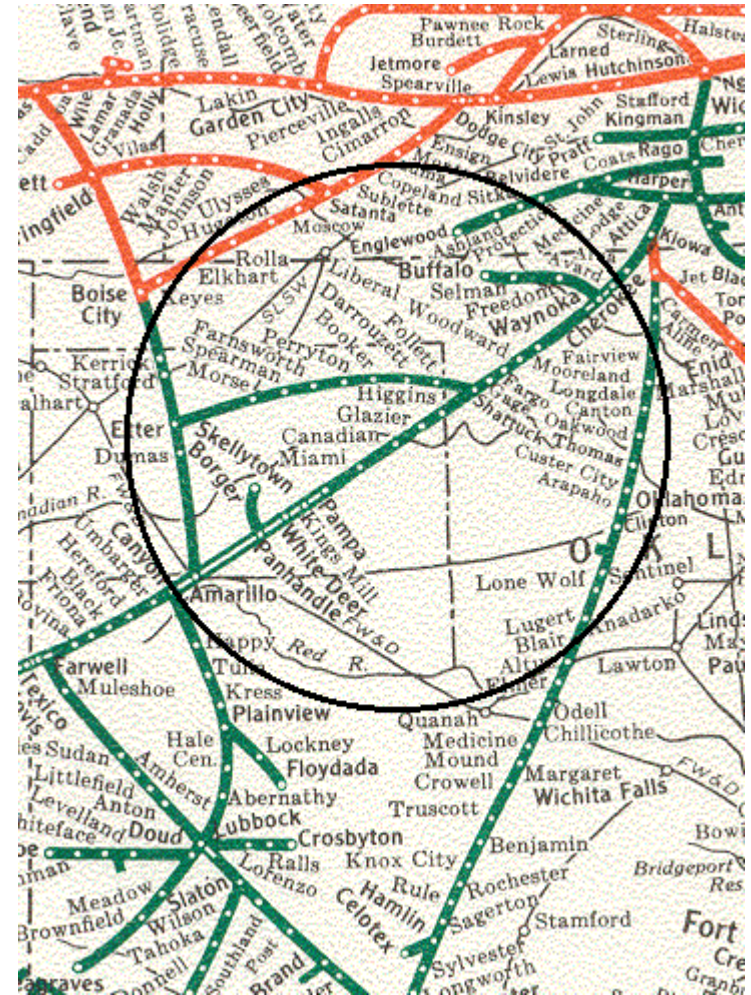 Pawnee Rock
Burdett
Larned
Sterling
Jetmore
Spearville
Lewis
Hutchinson
Kinsley
Dodge City
St. John
Stafford
Kingman
Pratt
Coats
Rago
Harper
Belvidere
Lakin
Garden City
Pierceville
Ingalls
Cimarron
Ensign
Copeland
Sublette
Satanta
Moscow
Lamar
Granada
Holly
Vilas
Walsh
Manter
Johnson
Ulysses
Hugoton
Rolla
Elkhart
Keyes
Boise
City
SLSW
Liberal
Englewood
Ashland
Protection
Medicine
Lodge
Attica
Kiowa
Buffalo
Selman
Freedom
Waynoka
Cherokee
Avard
Jet
Carmen
Enid
Woodward
Follett
Darrouzett
Booker
Perryton
Farnsworth
Spearman
Morse
Kerrick
Stratford
Etter
Dumas
Higgins
Glazier
Canadian
Miami
Fargo
Gage
Shattuck
Fairview
Mooreland
Longdale
Canton
Oakwood
Thomas
Custer City
Arapaho
Clinton
Skellytown
Borger
Pampa
Kings Mill
White Deer
Panhandle
Amarillo
Canyon
Umbarger
Hereford
Black
Friona
Farwell
Muleshoe
Happy
Tulia
Kress
Plainview
Red R.
FW&D
O K L
Lone Wolf
Sentinel
Lugert
Blair
Anadarko
Lawton
Elmer
Quanah
Medicine
Mound
Crowell
Truscott
Odell
Chillicothe
Margaret
Wichita Falls
FW&D
Hale
Cen.
Lockney
Floydada
Sudan
Amherst
Littlefield
Anton
Levelland
Abernathy
Doud
Lubbock
Crosbyton
Ralls
Lorenzo
Slaton
Meadow
Brownfield
Wilson
Tahoka
Southland
Post
Knox City
Benjamin
Rule
Rochester
Hamlin
Sagerton
Celotex
Stamford
Sylvester
Longworth
Bridgeport
Res.
Fort